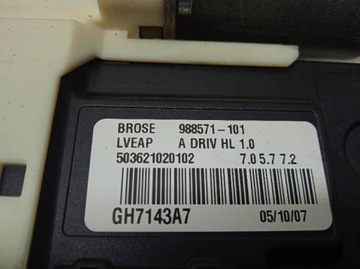 BROSE 988571-101
LVEAP A DRIV HL 1.0
503621020102 7.0 5.7 7.2
GH7143A7 05/10/07